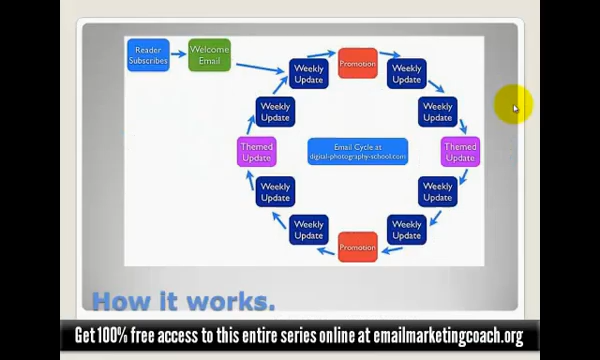 Reader
Subscribes
Welcome
Email
Weekly
Update
Promotion
Weekly
Update
Weekly
Update
Weekly
Update
Themed
Update
Email Cycle at
digital-photography-school.com
Themed
Update
Weekly
Update
Weekly
Update
Weekly
Update
Weekly
Update
Promotion
How it works.
Get 100% free access to this entire series online at emailmarketingcoach.org